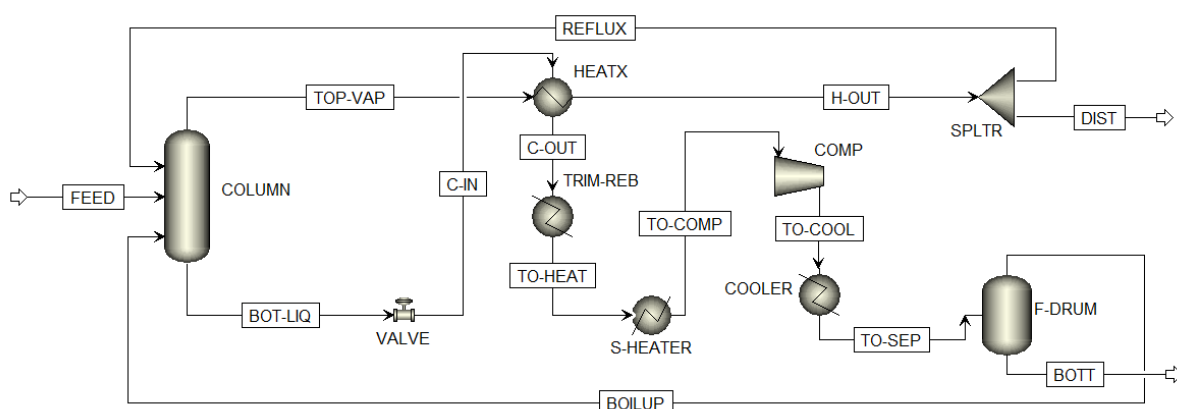 REFLUX
HEATX
TOP-VAP
H-OUT
SPLTR
DIST
C-OUT
COMP
FEED
COLUMN
C-IN
TRIM-REB
TO-COMP
TO-COOL
TO-HEAT
COOLER
F-DRUM
BOT-LIQ
VALVE
S-HEATER
TO-SEP
BOTT
BOILUP